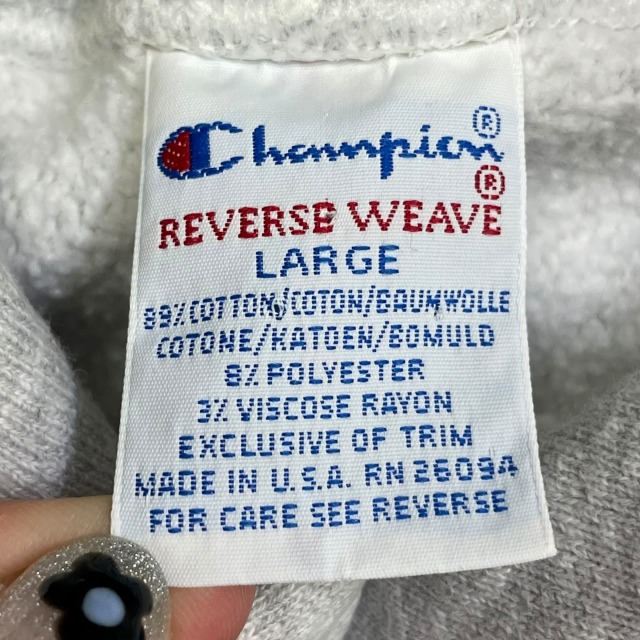 Champion®
REVERSE WEAVE®
LARGE
89% COTTON/COTON/BAUMWOLLE
COTONE/KATOEN/BOMULD
8% POLYESTER
3% VISCOSE RAYON
EXCLUSIVE OF TRIM
MADE IN U.S.A. RN 26094
FOR CARE SEE REVERSE